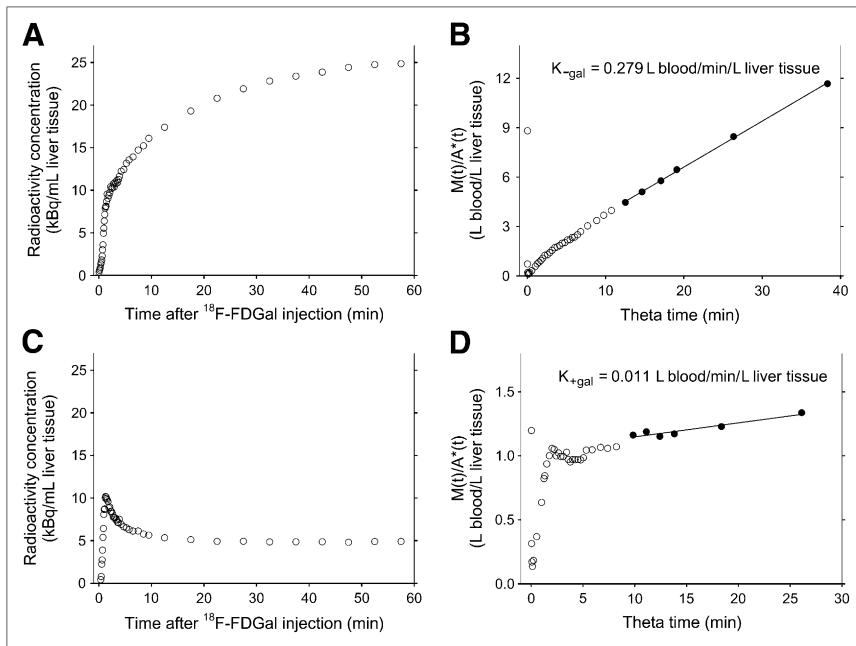 A
Radioactivity concentration
(kBq/mL liver tissue)
25
20
15
10
5
0
0 10 20 30 40 50 60
Time after ¹⁸F-FDGal injection (min)
B
K₋gal = 0.279 L blood/min/L liver tissue
M(t)/A*(t)
(L blood/L liver tissue)
12
9
6
3
0
0 10 20 30 40
Theta time (min)
C
Radioactivity concentration
(kBq/mL liver tissue)
25
20
15
10
5
0
0 10 20 30 40 50 60
Time after ¹⁸F-FDGal injection (min)
D
K₊gal = 0.011 L blood/min/L liver tissue
M(t)/A*(t)
(L blood/L liver tissue)
1.5
1.0
0.5
0.0
0 5 10 15 20 25 30
Theta time (min)